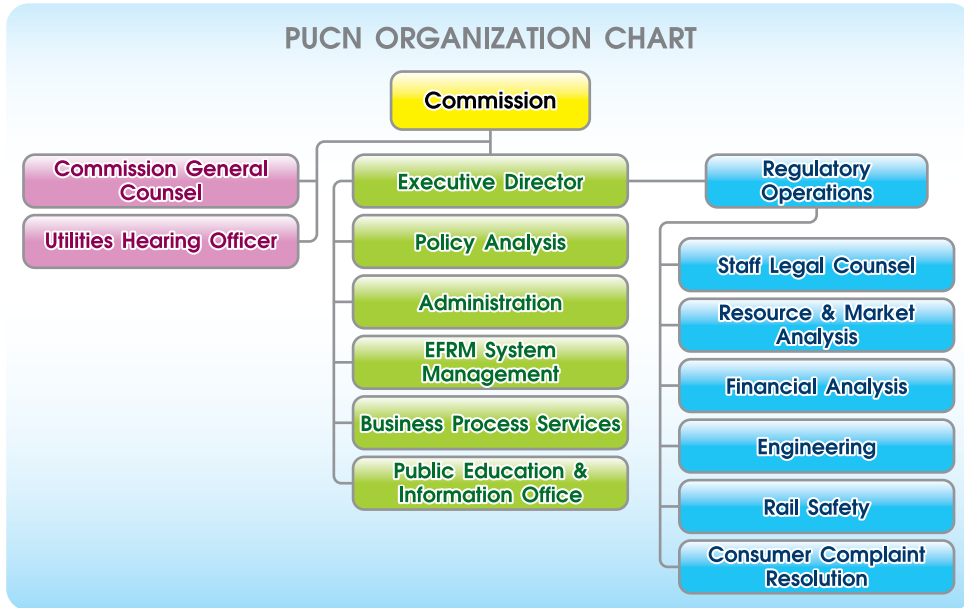 PUCN ORGANIZATION CHART
Commission
Commission General
Counsel
Utilities Hearing Officer
Executive Director
Policy Analysis
Administration
EFRM System
Management
Business Process Services
Public Education &
Information Office
Regulatory
Operations
Staff Legal Counsel
Resource & Market
Analysis
Financial Analysis
Engineering
Rail Safety
Consumer Complaint
Resolution